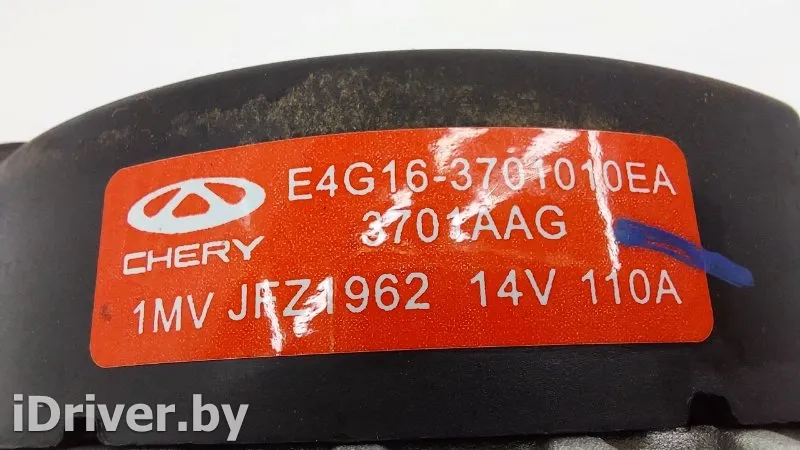 E4G16-3701010EA
CHERY 3701AAG
1MV JFZ1962 14V 110A
iDriver.by